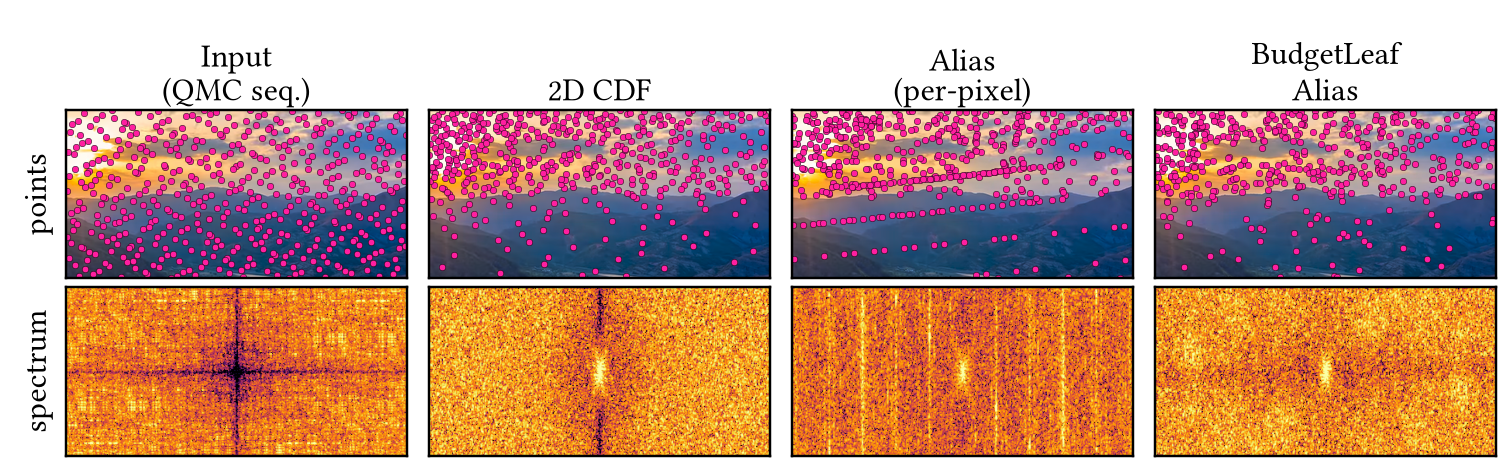 Input
(QMC seq.)
2D CDF
Alias
(per-pixel)
BudgetLeaf
Alias
points
spectrum